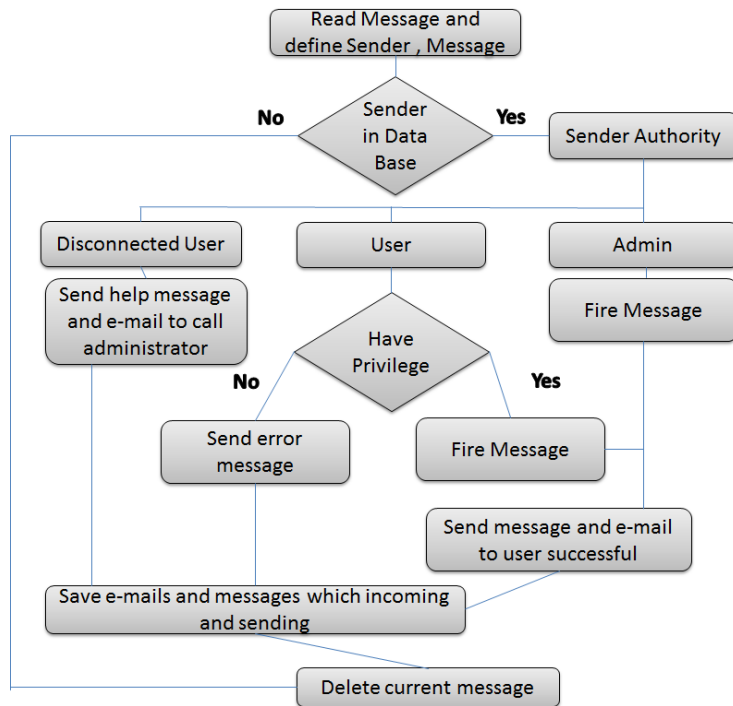 Read Message and
define Sender , Message
No
Sender
in Data
Base
Yes
Sender Authority
Disconnected User
User
Admin
Send help message
and e-mail to call
administrator
Fire Message
Have
Privilege
No
Yes
Send error
message
Fire Message
Send message and e-mail
to user successful
Save e-mails and messages which incoming
and sending
Delete current message